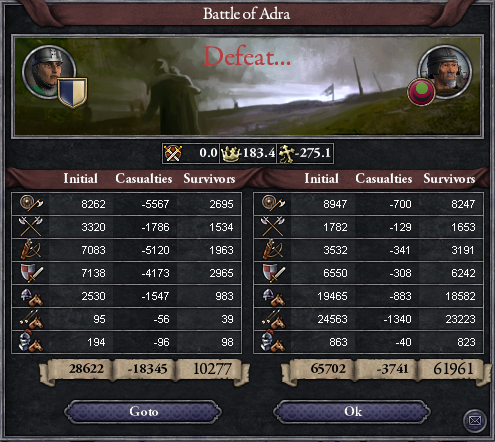 Battle of Adra
Defeat...
0.0 -183.4 -275.1
Initial Casualties Survivors
8262 -5567 2695
3320 -1786 1534
7083 -5120 1963
7138 -4173 2965
2530 -1547 983
95 -56 39
194 -96 98
28622 -18345 10277
Initial Casualties Survivors
8947 -700 8247
1782 -129 1653
3532 -341 3191
6550 -308 6242
19465 -883 18582
24563 -1340 23223
863 -40 823
65702 -3741 61961
Goto
Ok